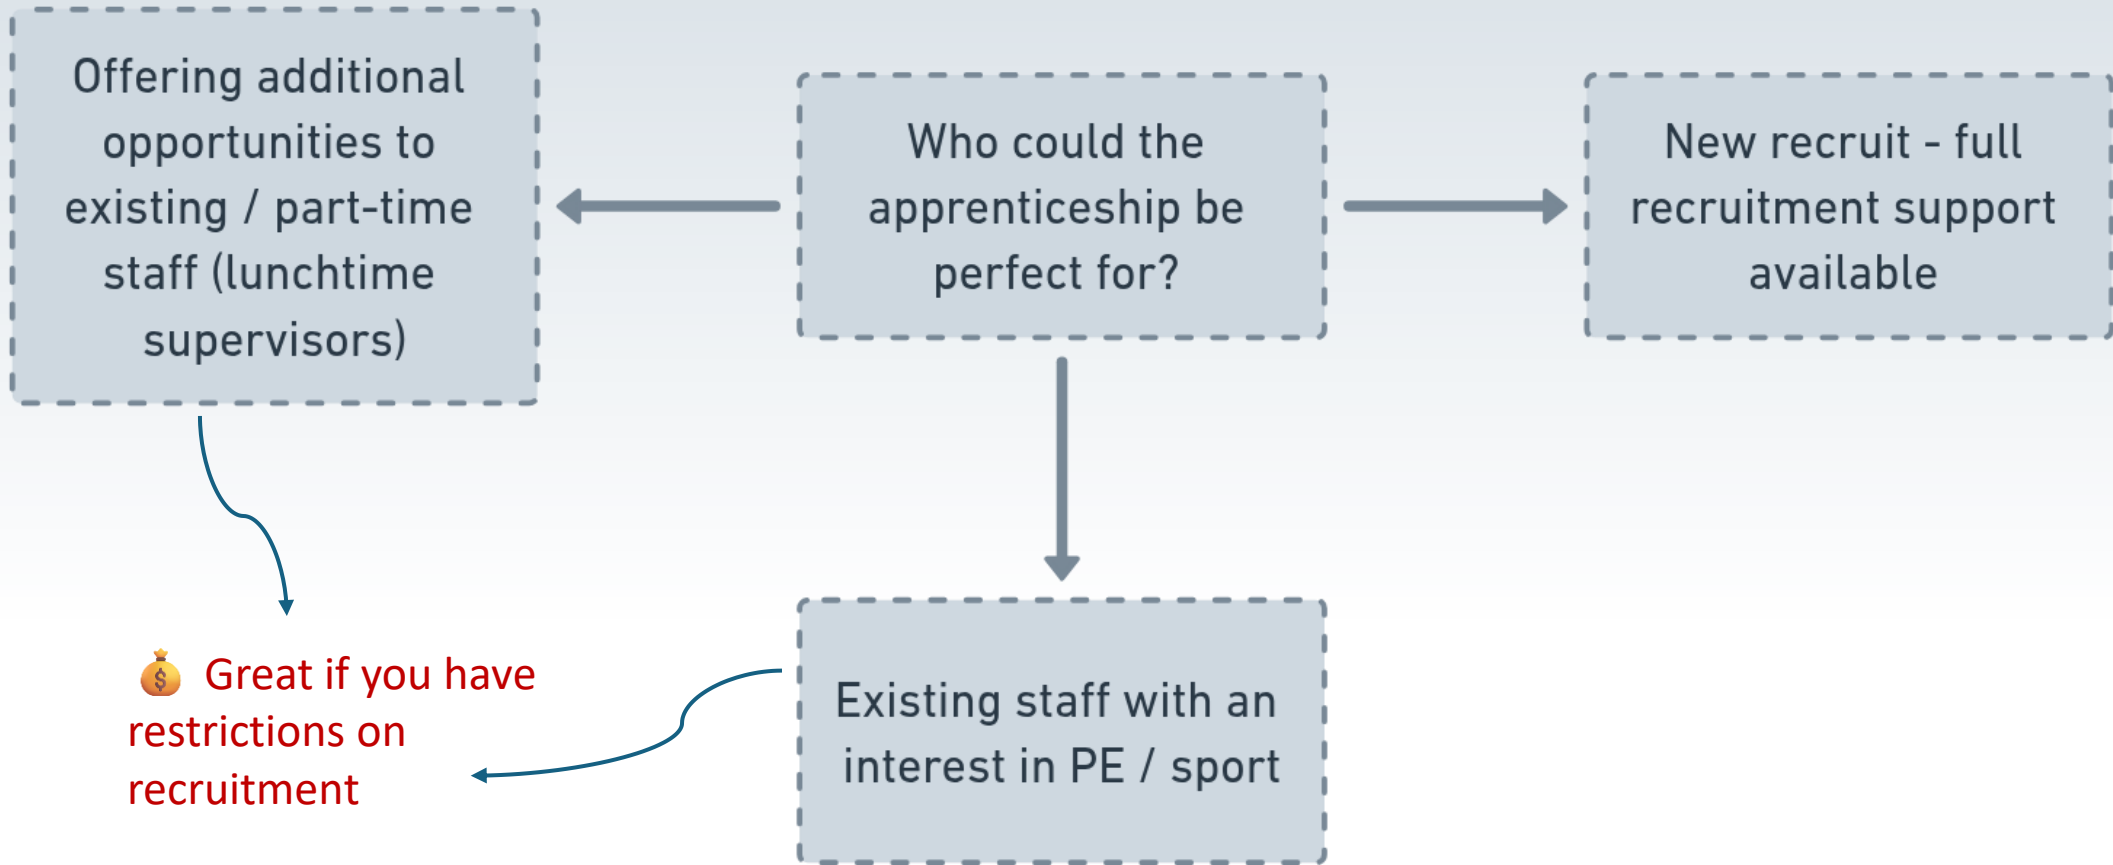 Offering additional
opportunities to
existing / part-time
staff (lunchtime
supervisors)
Who could the
apprenticeship be
perfect for?
New recruit - full
recruitment support
available
💰 Great if you have
restrictions on
recruitment
Existing staff with an
interest in PE / sport